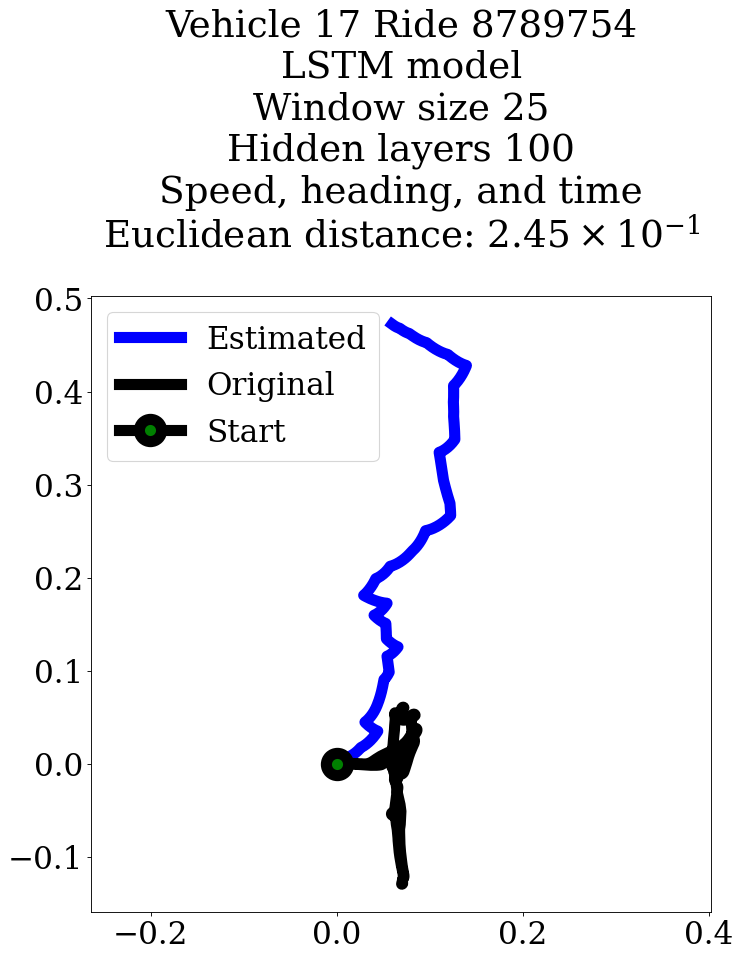 Vehicle 17 Ride 8789754
LSTM model
Window size 25
Hidden layers 100
Speed, heading, and time
Euclidean distance: 2.45 × 10⁻¹
0.5
Estimated
Original
Start
0.4
0.3
0.2
0.1
0.0
−0.1
−0.2 0.0 0.2 0.4